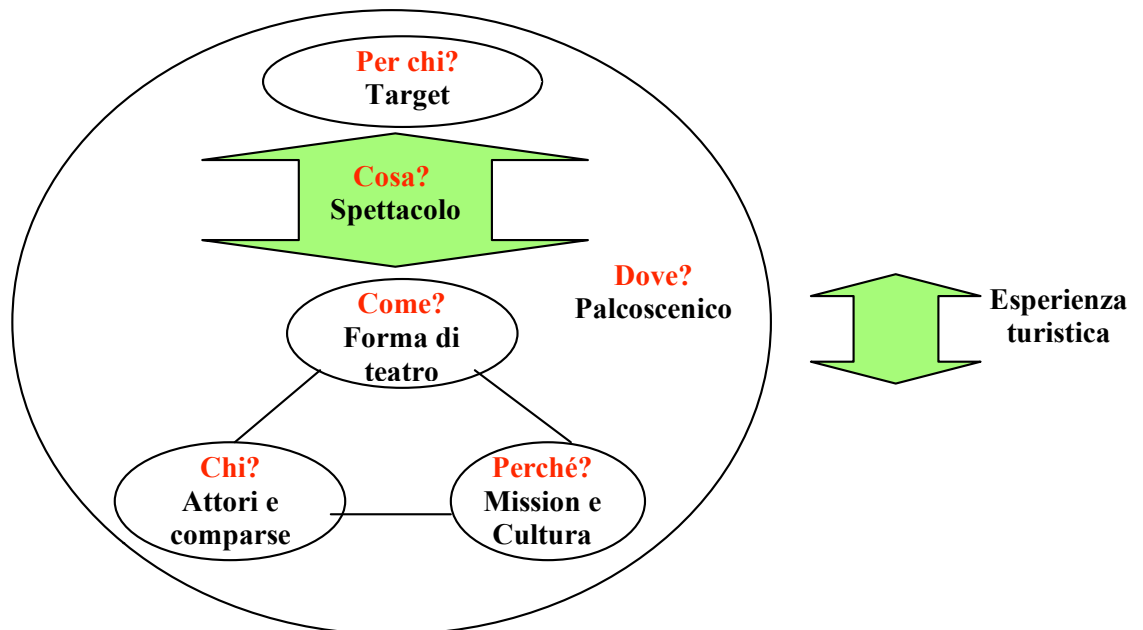 Per chi?
Target
Cosa?
Spettacolo
Dove?
Palcoscenico
Come?
Forma di
teatro
Chi?
Attori e
comparse
Perché?
Mission e
Cultura
Esperienza
turistica